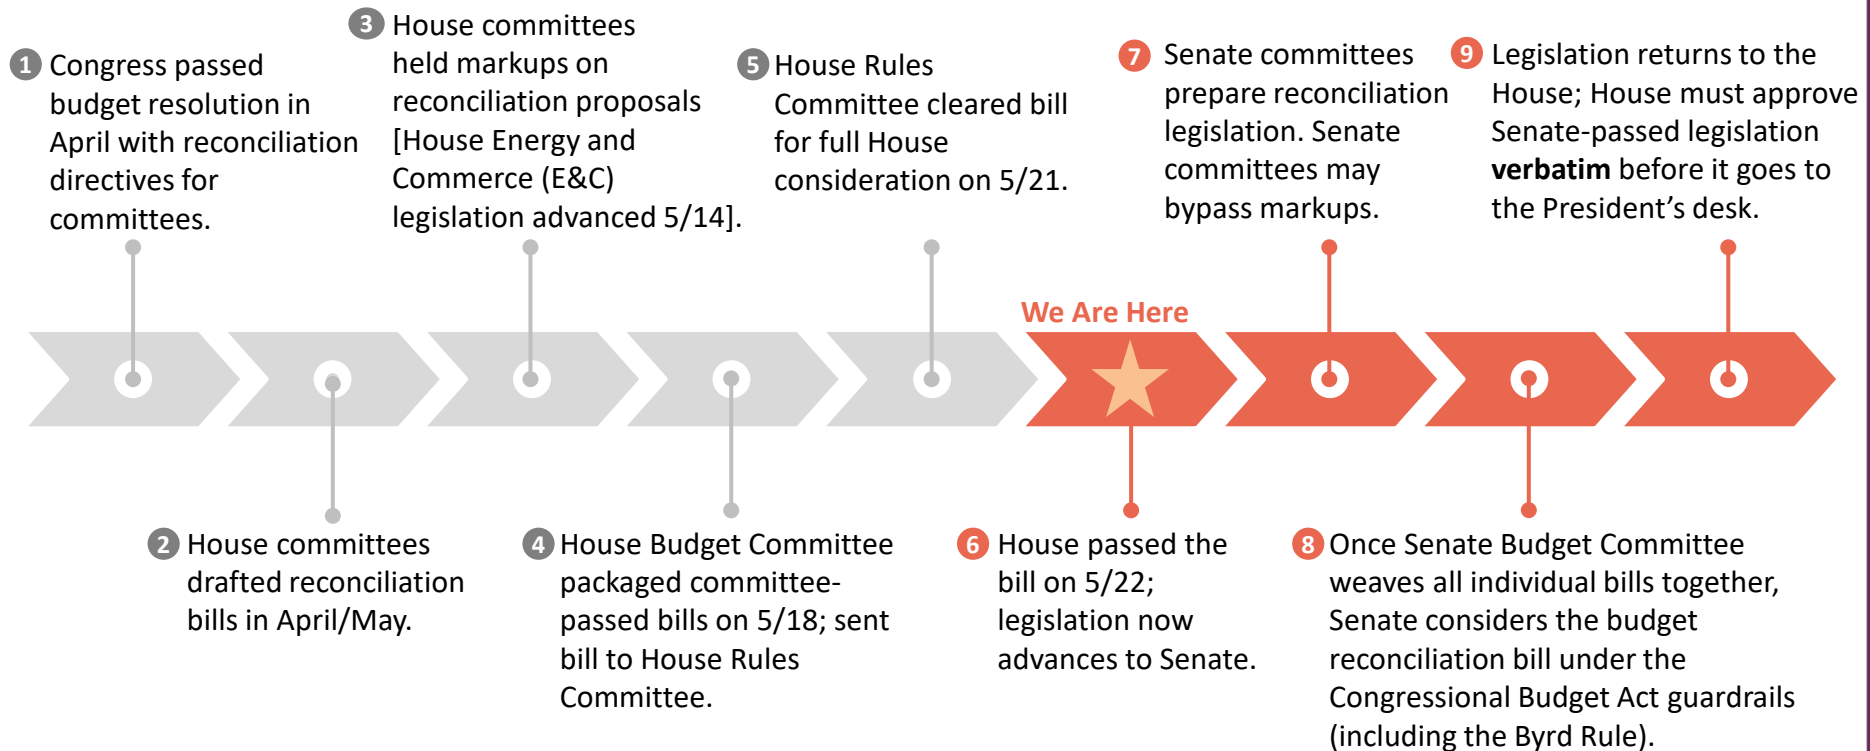 1 Congress passed
budget resolution in
April with reconciliation
directives for
committees.
2 House committees
drafted reconciliation
bills in April/May.
3 House committees
held markups on
reconciliation proposals
[House Energy and
Commerce (E&C)
legislation advanced 5/14].
4 House Budget Committee
packaged committee-
passed bills on 5/18; sent
bill to House Rules
Committee.
5 House Rules
Committee cleared bill
for full House
consideration on 5/21.
We Are Here
6 House passed the
bill on 5/22;
legislation now
advances to Senate.
7 Senate committees
prepare reconciliation
legislation. Senate
committees may
bypass markups.
8 Once Senate Budget Committee
weaves all individual bills together,
Senate considers the budget
reconciliation bill under the
Congressional Budget Act guardrails
(including the Byrd Rule).
9 Legislation returns to the
House; House must approve
Senate-passed legislation
verbatim before it goes to
the President’s desk.